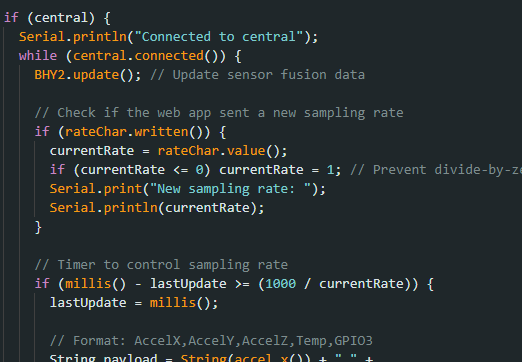 if (central) {
Serial.println("Connected to central");
while (central.connected()) {
BHY2.update(); // Update sensor fusion data
// Check if the web app sent a new sampling rate
if (rateChar.written()) {
currentRate = rateChar.value();
if (currentRate <= 0) currentRate = 1; // Prevent divide-by-ze
Serial.print("New sampling rate: ");
Serial.println(currentRate);
}
// Timer to control sampling rate
if (millis() - lastUpdate >= (1000 / currentRate)) {
lastUpdate = millis();
// Format: AccelX,AccelY,AccelZ,Temp,GPIO3
String payload = String(accel.x()) + "," +